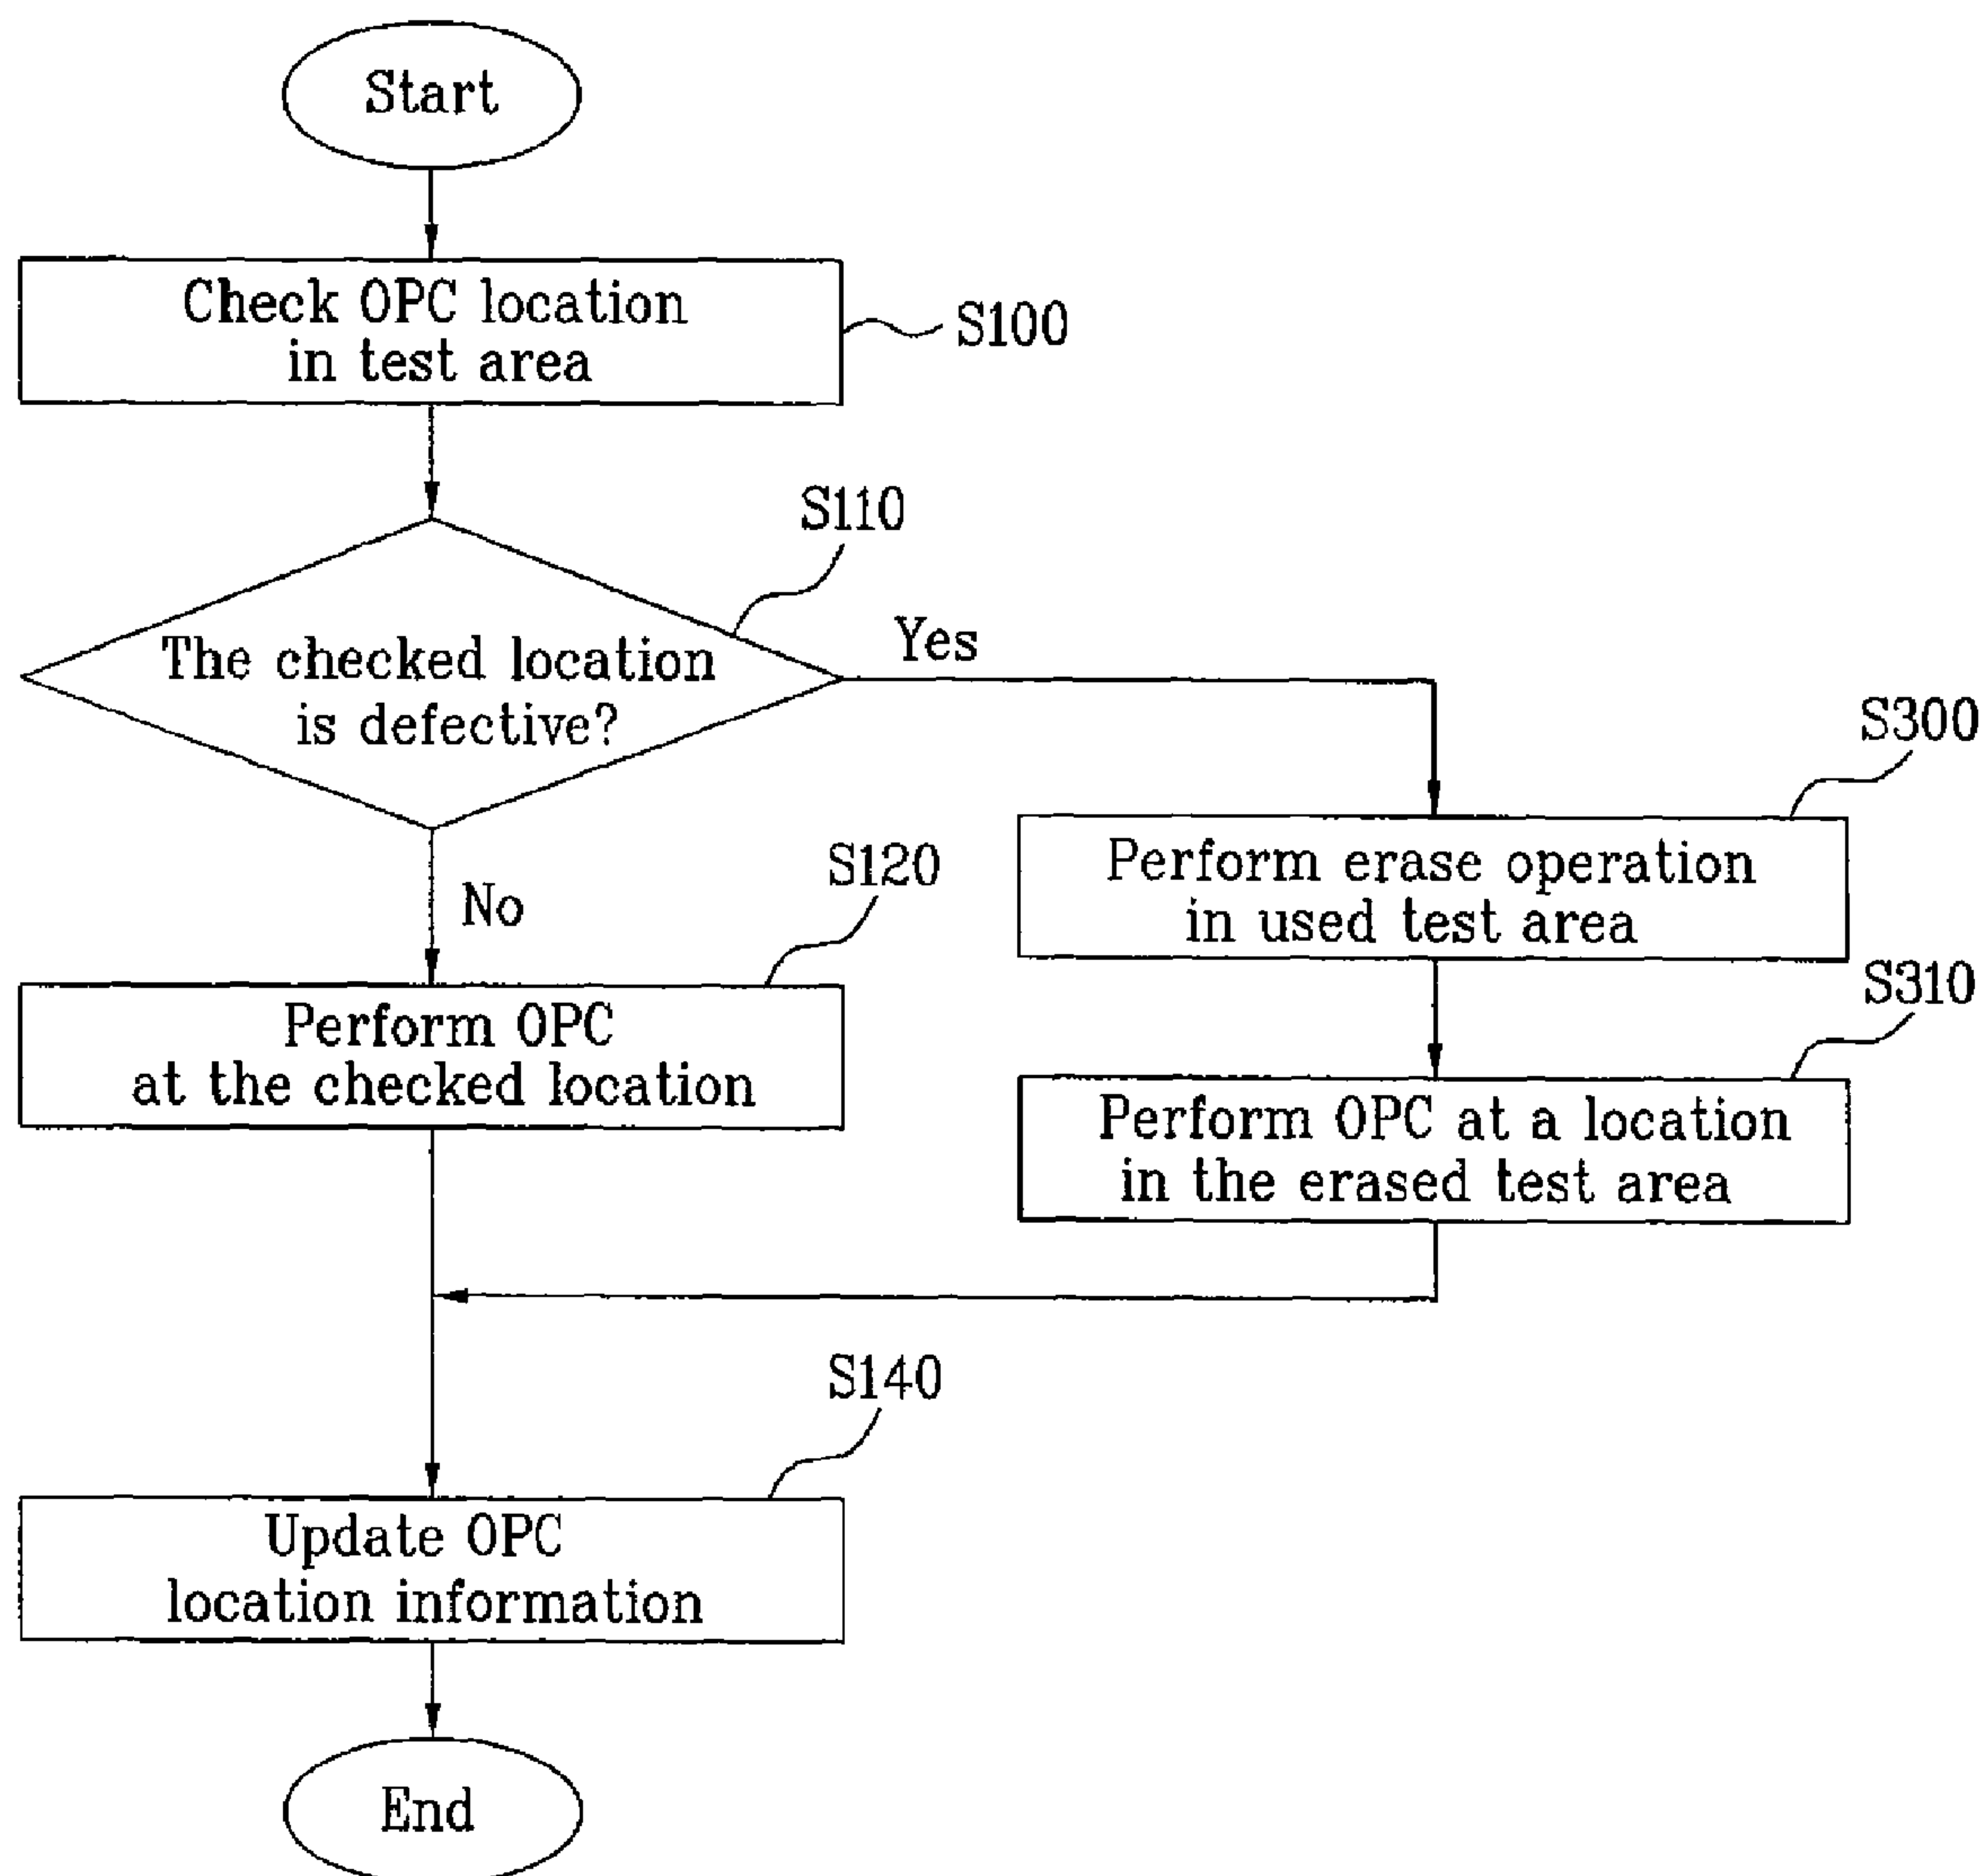 Start
Check OPC location
in test area
S100
S110
The checked location
is defective?
Yes
No
S300
Perform erase operation
in used test area
S120
Perform OPC
at the checked location
S310
Perform OPC at a location
in the erased test area
S140
Update OPC
location information
End